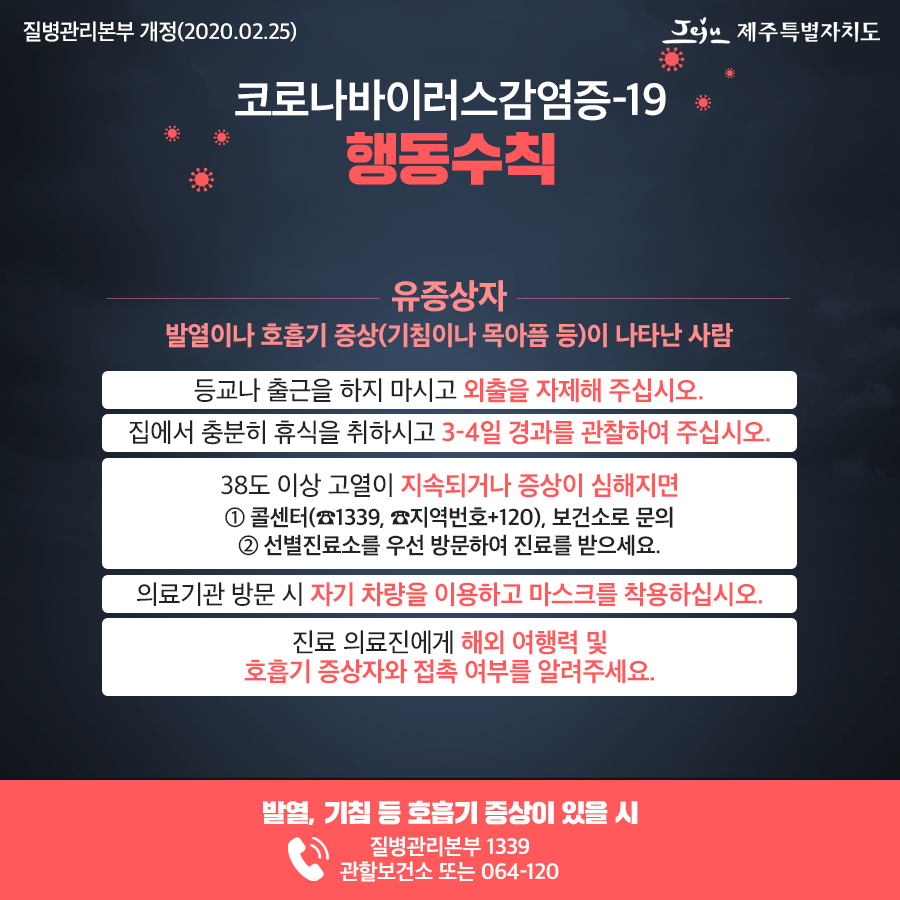 질병관리본부 개정(2020.02.25)
Jeju 제주특별자치도
코로나바이러스감염증-19
행동수칙
유증상자
발열이나 호흡기 증상(기침이나 목아픔 등)이 나타난 사람
등교나 출근을 하지 마시고 외출을 자제해 주십시오.
집에서 충분히 휴식을 취하시고 3-4일 경과를 관찰하여 주십시오.
38도 이상 고열이 지속되거나 증상이 심해지면
① 콜센터(☎1339, ☎지역번호+120), 보건소로 문의
② 선별진료소를 우선 방문하여 진료를 받으세요.
의료기관 방문 시 자기 차량을 이용하고 마스크를 착용하십시오.
진료 의료진에게 해외 여행력 및
호흡기 증상자와 접촉 여부를 알려주세요.
발열, 기침 등 호흡기 증상이 있을 시
질병관리본부 1339
관할보건소 또는 064-120